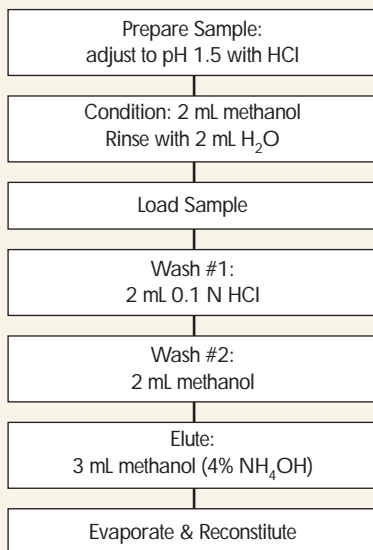 Prepare Sample:
adjust to pH 1.5 with HCl
Condition: 2 mL methanol
Rinse with 2 mL H₂O
Load Sample
Wash #1:
2 mL 0.1 N HCl
Wash #2:
2 mL methanol
Elute:
3 mL methanol (4% NH₄OH)
Evaporate & Reconstitute